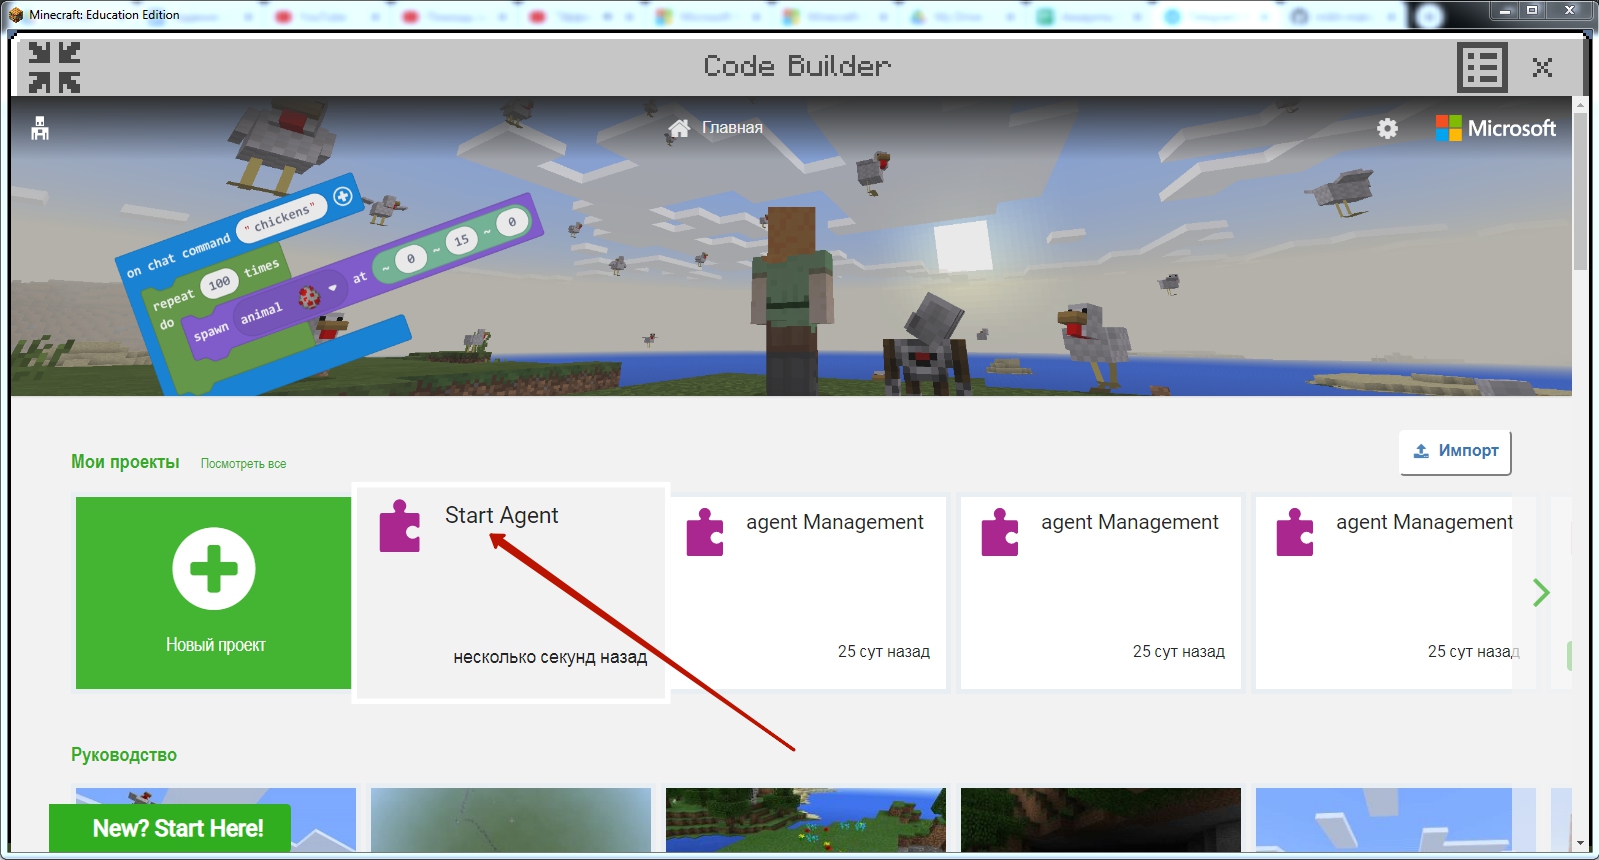 Minecraft: Education Edition
YouTube
Code Builder
Главная
Microsoft
on chat command "chickens"
repeat 100 times
do
spawn animal at ~ 0 ~ 15 ~ 0
Мои проекты Посмотреть все
Импорт
Новый проект
Start Agent
несколько секунд назад
agent Management
25 сут назад
agent Management
25 сут назад
agent Management
25 сут назад
Руководство
New? Start Here!